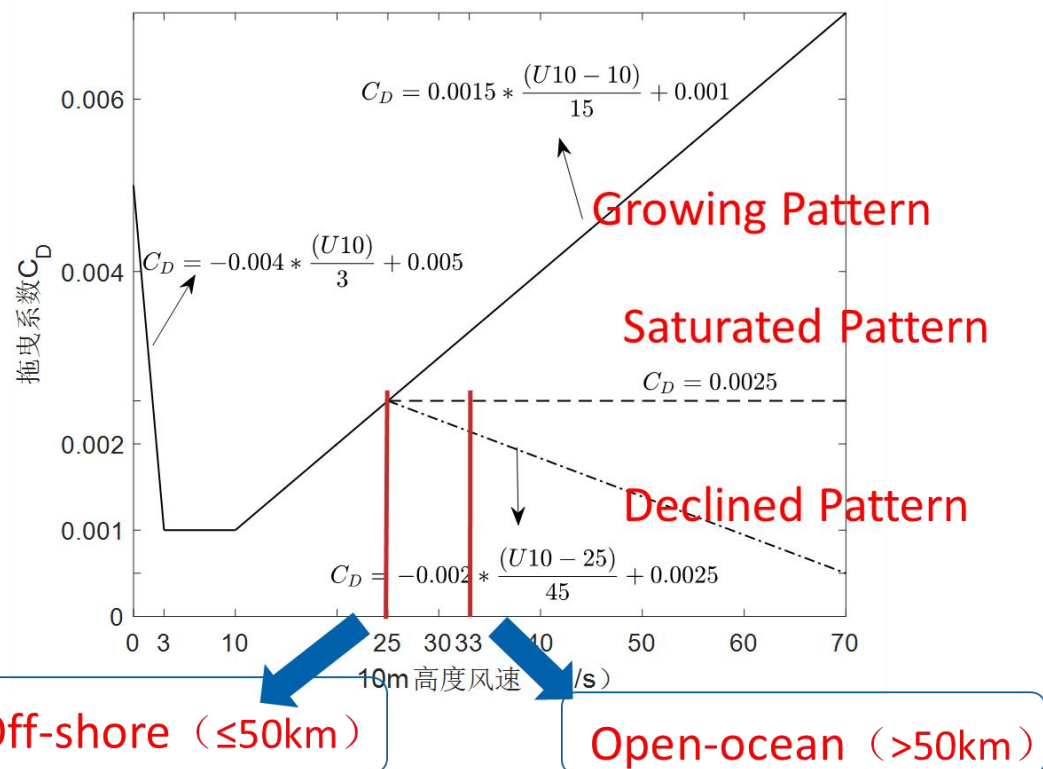 0.006
C_D = 0.0015 * (U10 − 10)/15 + 0.001
Growing Pattern
C_D = −0.004 * (U10)/3 + 0.005
0.004
拖曳系数C_D
Saturated Pattern
C_D = 0.0025
0.002
Declined Pattern
0.001
C_D = −0.002 * (U10 − 25)/45 + 0.0025
0
0 3 10 25 30 33 40 50 60 70
10m高度风速 /s）
Off-shore（≤50km）
Open-ocean（>50km）